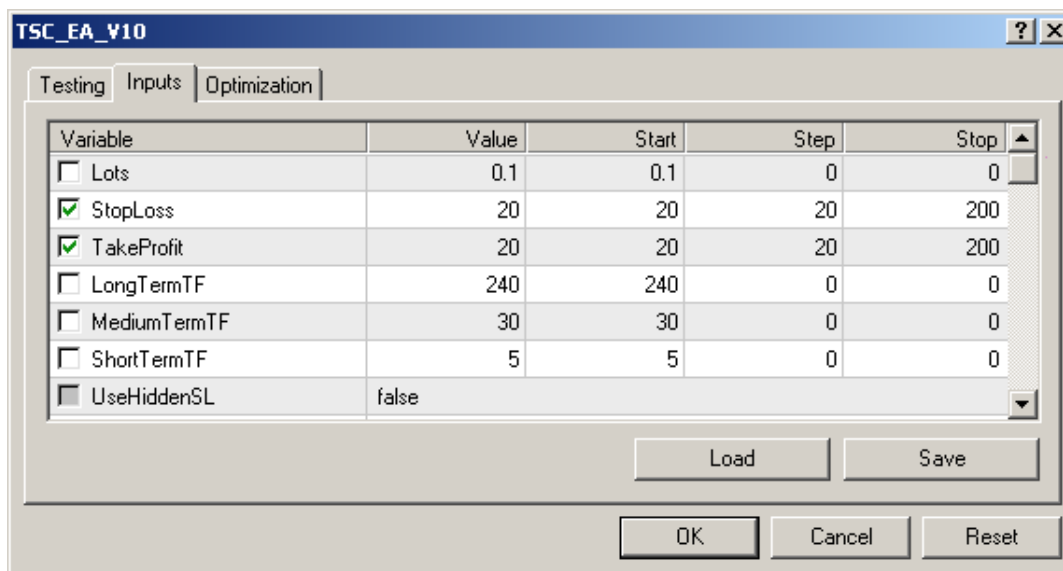 TSC_EA_V10
Testing Inputs Optimization
Variable Value Start Step Stop
Lots 0.1 0.1 0 0
StopLoss 20 20 20 200
TakeProfit 20 20 20 200
LongTermTF 240 240 0 0
MediumTermTF 30 30 0 0
ShortTermTF 5 5 0 0
UseHiddenSL false
Load Save
OK Cancel Reset